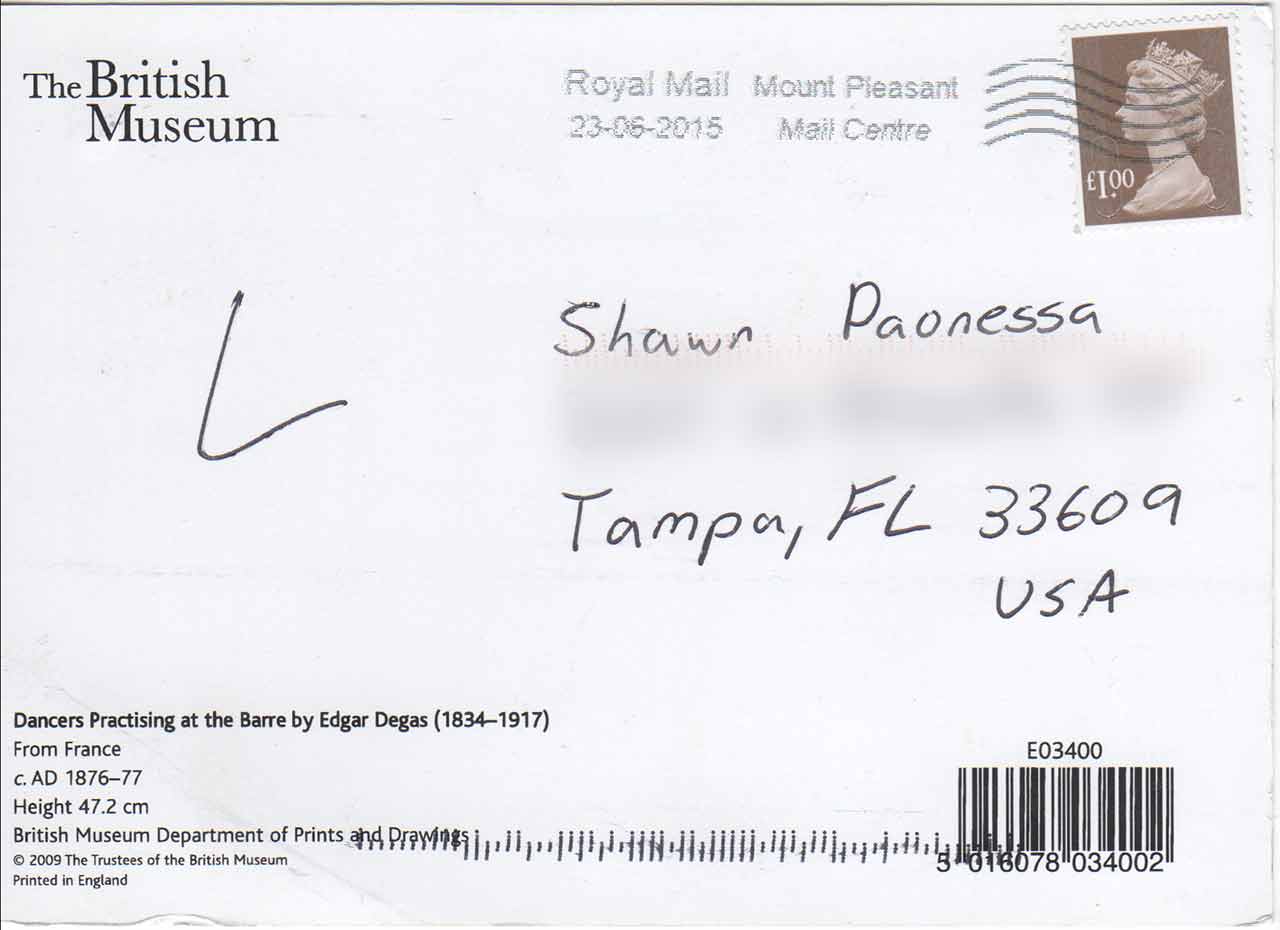 The British
Museum
Royal Mail Mount Pleasant
23-06-2015 Mail Centre
£1.00
L
Shawn Paonessa
Tampa, FL 33609
USA
Dancers Practising at the Barre by Edgar Degas (1834–1917)
From France
c. AD 1876–77
Height 47.2 cm
British Museum Department of Prints and Drawings
© 2009 The Trustees of the British Museum
Printed in England
E03400
5 016078 034002